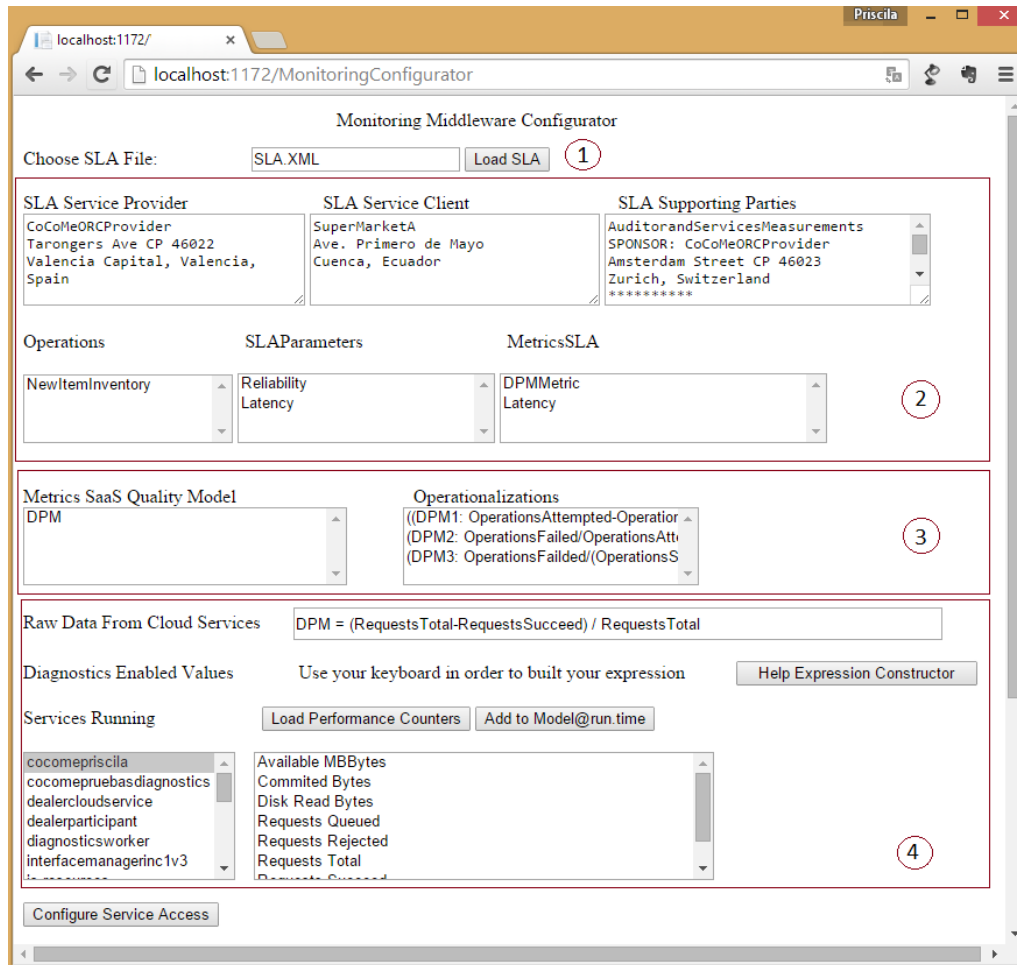 Priscila
localhost:1172/
localhost:1172/MonitoringConfigurator
Monitoring Middleware Configurator
Choose SLA File:
SLA.XML
Load SLA
1
SLA Service Provider
SLA Service Client
SLA Supporting Parties
CoCoMeORCProvider
Tarongers Ave CP 46022
Valencia Capital, Valencia,
Spain
SuperMarketA
Ave. Primero de Mayo
Cuenca, Ecuador
AuditorandServicesMeasurements
SPONSOR: CoCoMeORCProvider
Amsterdam Street CP 46023
Zurich, Switzerland
**********
Operations
SLAParameters
MetricsSLA
NewItemInventory
Reliability
Latency
DPMMetric
Latency
2
Metrics SaaS Quality Model
Operationalizations
DPM
((DPM1: OperationsAttempted-Operation
(DPM2: OperationsFailed/OperationsAtt
(DPM3: OperationsFailded/(OperationsS
3
Raw Data From Cloud Services
DPM = (RequestsTotal-RequestsSucceed) / RequestsTotal
Diagnostics Enabled Values
Use your keyboard in order to built your expression
Help Expression Constructor
Services Running
Load Performance Counters
Add to Model@run.time
cocomepriscila
cocomepruebasdiagnostics
dealercloudservice
dealerparticipant
diagnosticsworker
interfacemanagerinc1v3
Available MBBytes
Commited Bytes
Disk Read Bytes
Requests Queued
Requests Rejected
Requests Total
Requests Succeed
4
Configure Service Access